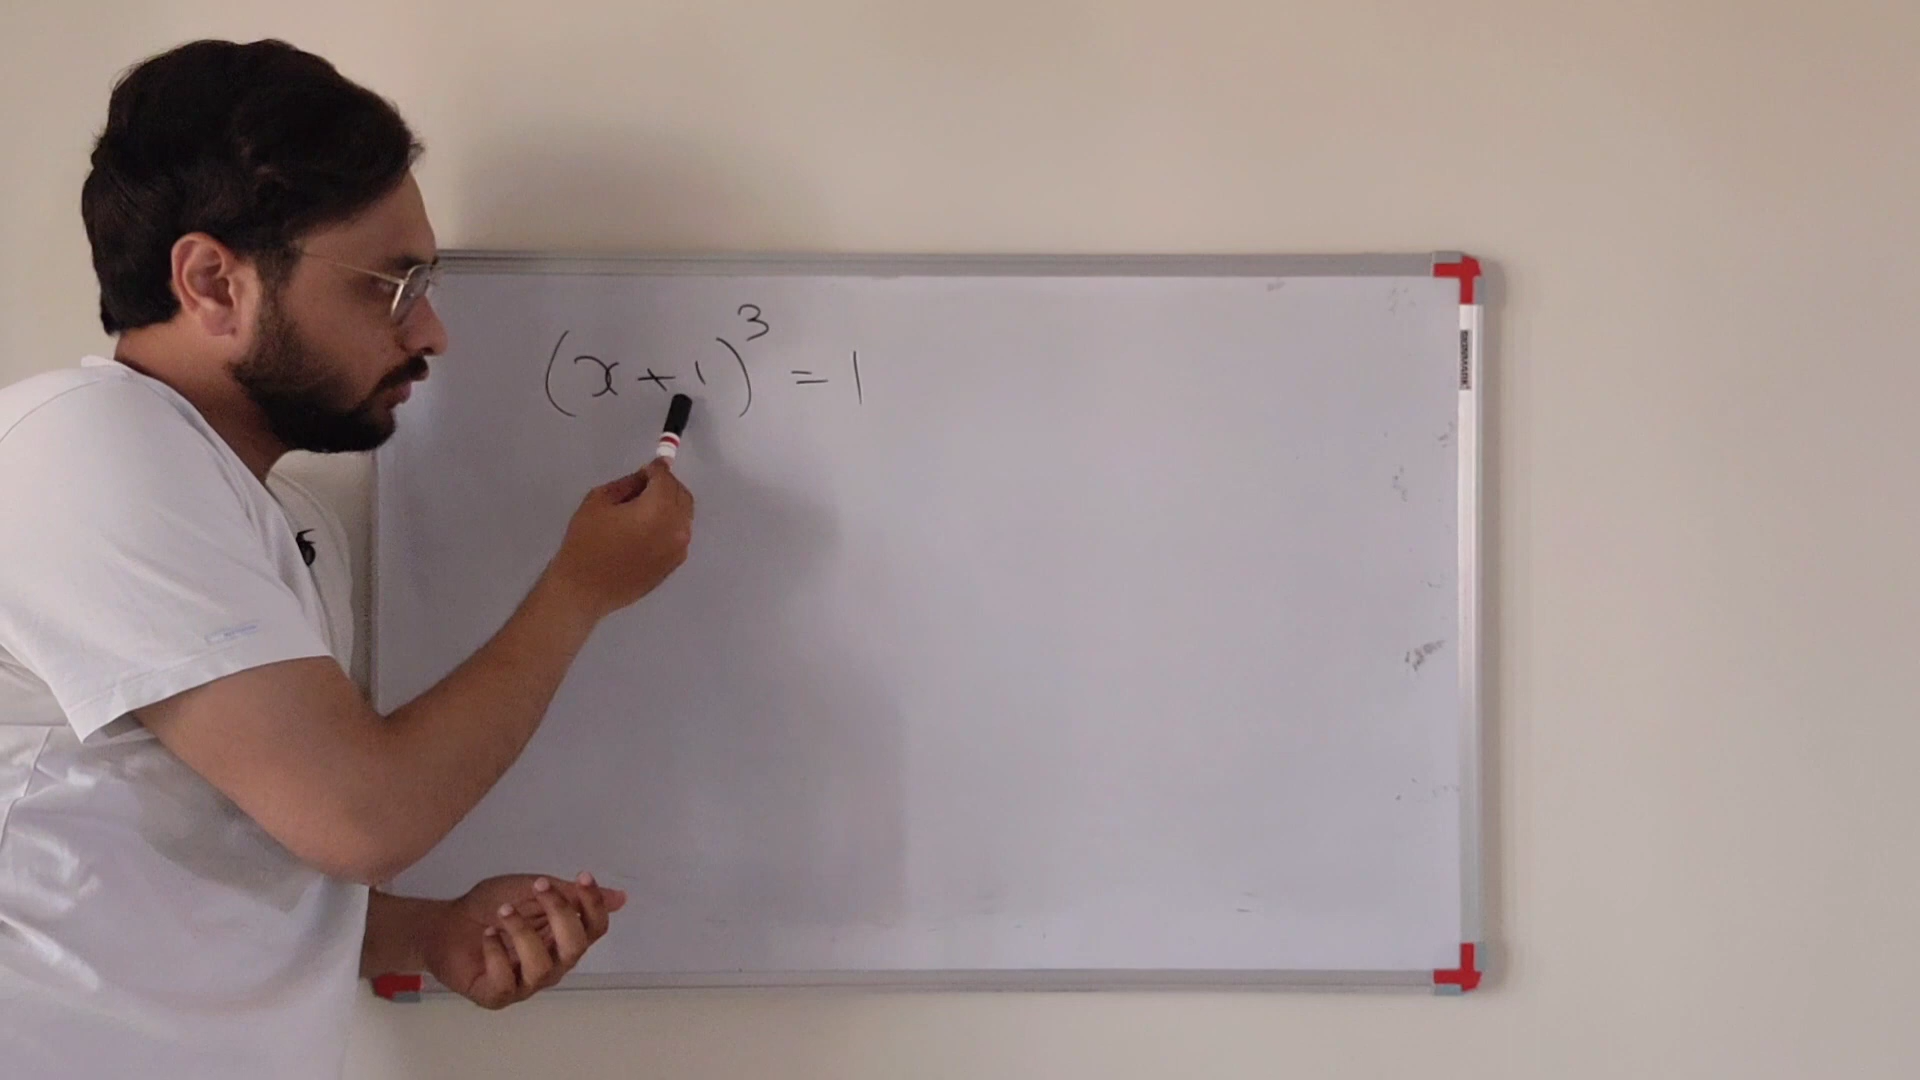 (x+1)³ = 1